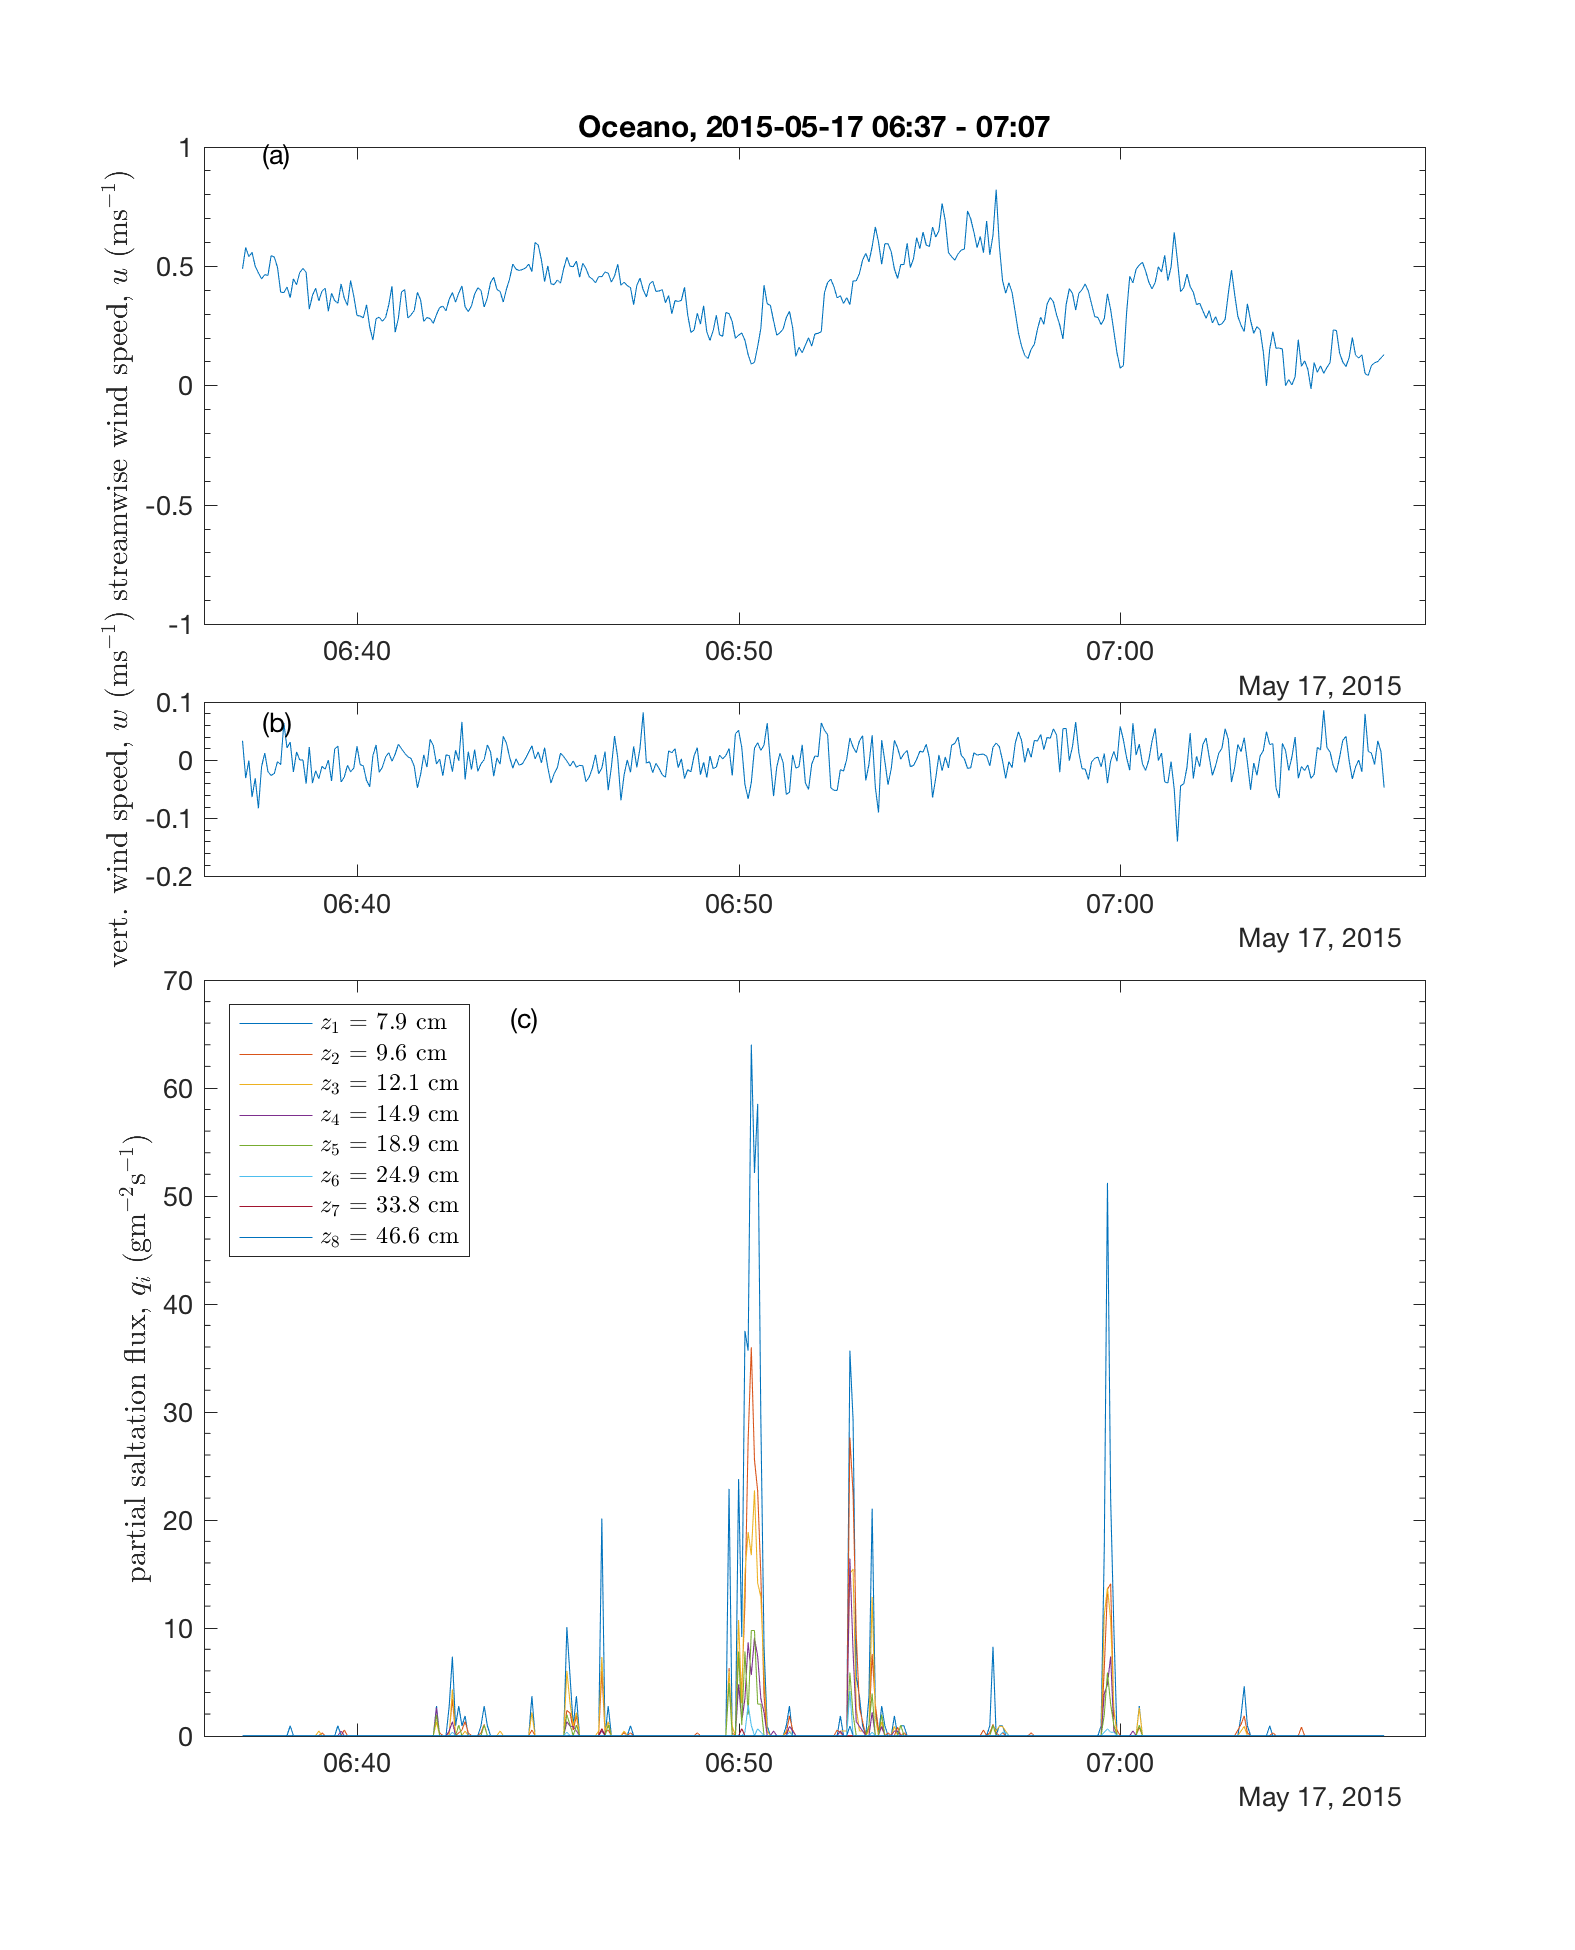 Oceano, 2015-05-17 06:37 - 07:07
(a)
streamwise wind speed, u (ms⁻¹)
1
0.5
0
-0.5
-1
06:40 06:50 07:00
May 17, 2015
(b)
vert. wind speed, w (ms⁻¹)
0.1
0
-0.1
-0.2
06:40 06:50 07:00
May 17, 2015
(c)
partial saltation flux, qᵢ (gm⁻²s⁻¹)
70
60
50
40
30
20
10
0
z₁ = 7.9 cm
z₂ = 9.6 cm
z₃ = 12.1 cm
z₄ = 14.9 cm
z₅ = 18.9 cm
z₆ = 24.9 cm
z₇ = 33.8 cm
z₈ = 46.6 cm
06:40 06:50 07:00
May 17, 2015